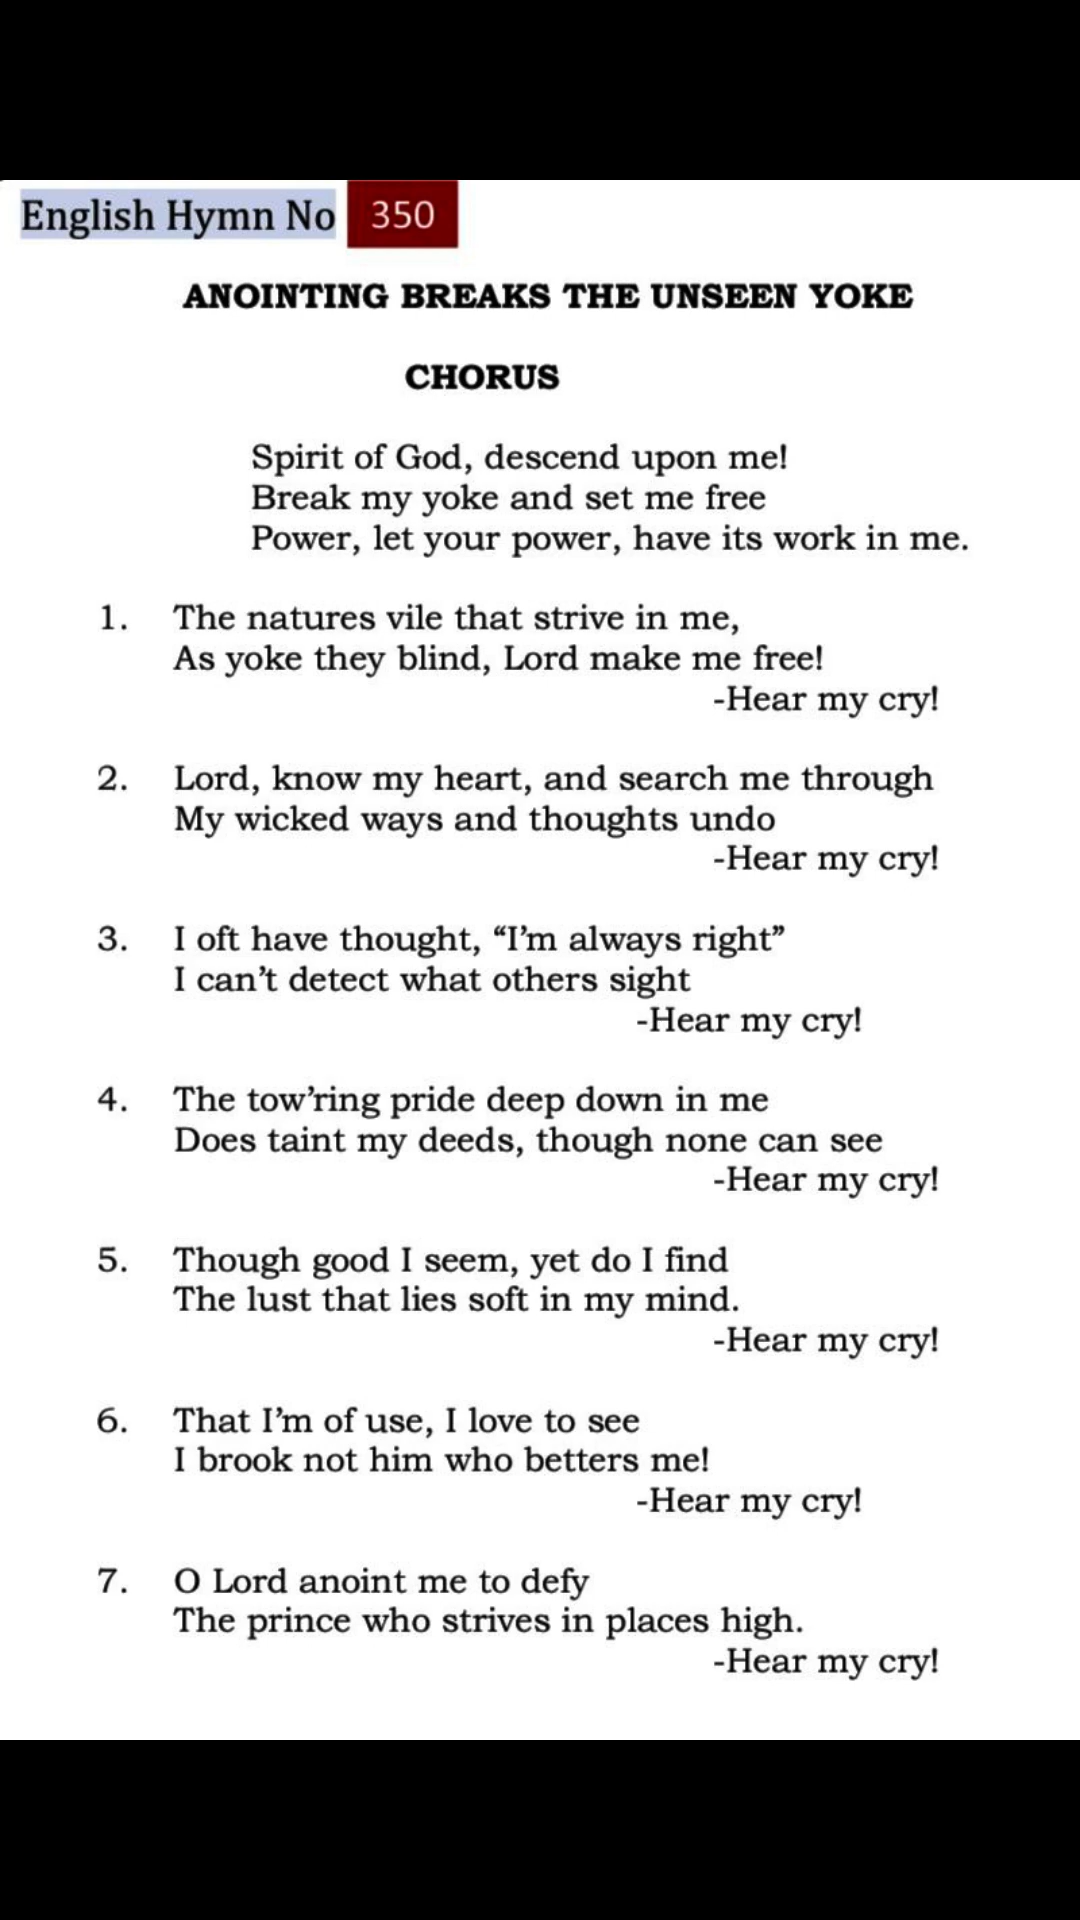 English Hymn No 350
ANOINTING BREAKS THE UNSEEN YOKE
CHORUS
Spirit of God, descend upon me!
Break my yoke and set me free
Power, let your power, have its work in me.
1. The natures vile that strive in me,
As yoke they blind, Lord make me free!
-Hear my cry!
2. Lord, know my heart, and search me through
My wicked ways and thoughts undo
-Hear my cry!
3. I oft have thought, “I’m always right”
I can’t detect what others sight
-Hear my cry!
4. The tow’ring pride deep down in me
Does taint my deeds, though none can see
-Hear my cry!
5. Though good I seem, yet do I find
The lust that lies soft in my mind.
-Hear my cry!
6. That I’m of use, I love to see
I brook not him who betters me!
-Hear my cry!
7. O Lord anoint me to defy
The prince who strives in places high.
-Hear my cry!